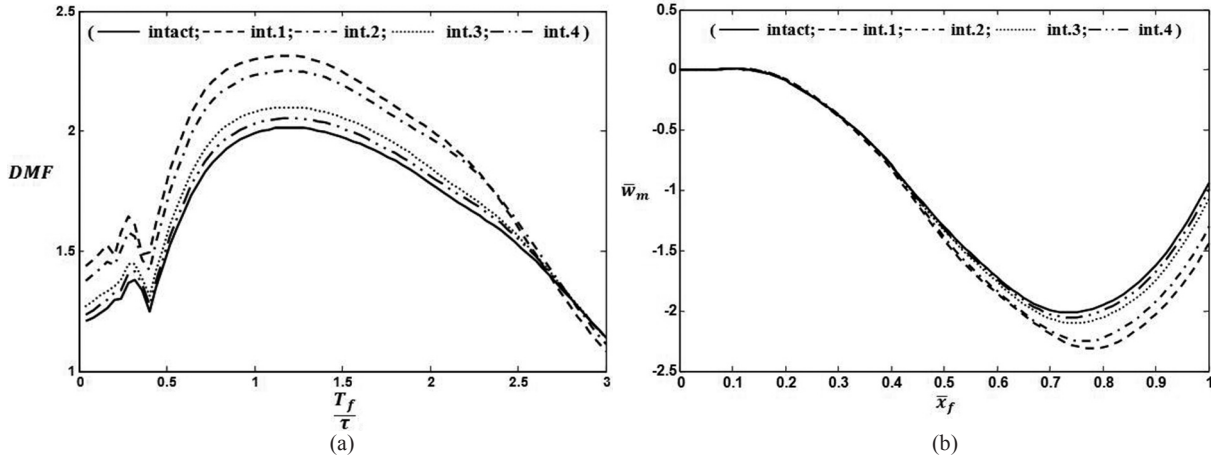 2.5
( intact; int.1; int.2; int.3; int.4 )
2
DMF
1.5
1
0 0.5 1 1.5 2 2.5 3
T_f
τ
(a)
0.5
( intact; int.1; int.2; int.3; int.4 )
0
-0.5
w̅_m
-1
-1.5
-2
-2.5
0 0.1 0.2 0.3 0.4 0.5 0.6 0.7 0.8 0.9 1
x̅_f
(b)